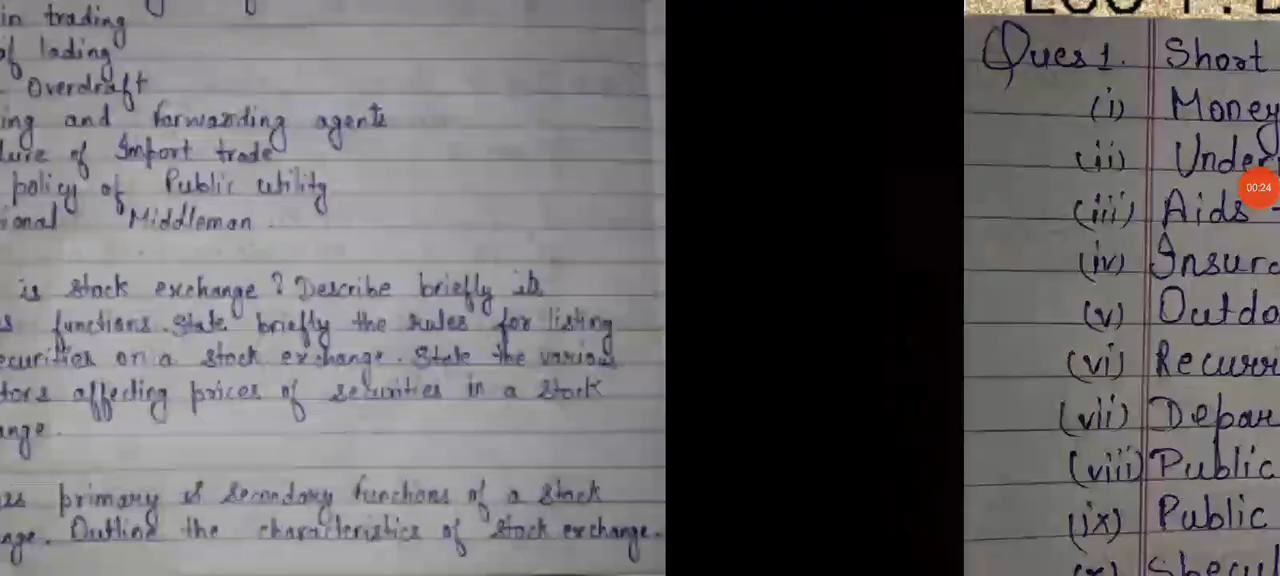 in trading
of lading
Overdraft
ing and forwarding agents
dure of Import trade
policy of Public utility
ional Middleman.
is stock exchange? Describe briefly its
s functions. State briefly the rules for listing
ecurities on a stock exchange. State the various
tors affecting prices of securities in a stock
ange.
primary & secondary functions of a stock
ange. Outline the characteristics of stock exchange.
Ques 1. Short
(i) Money
(ii) Under
00:24
(iii) Aids -
(iv) Insura
(v) Outdo
(vi) Recurri
(vii) Depar
(viii) Public
(ix) Public
(x) Specul